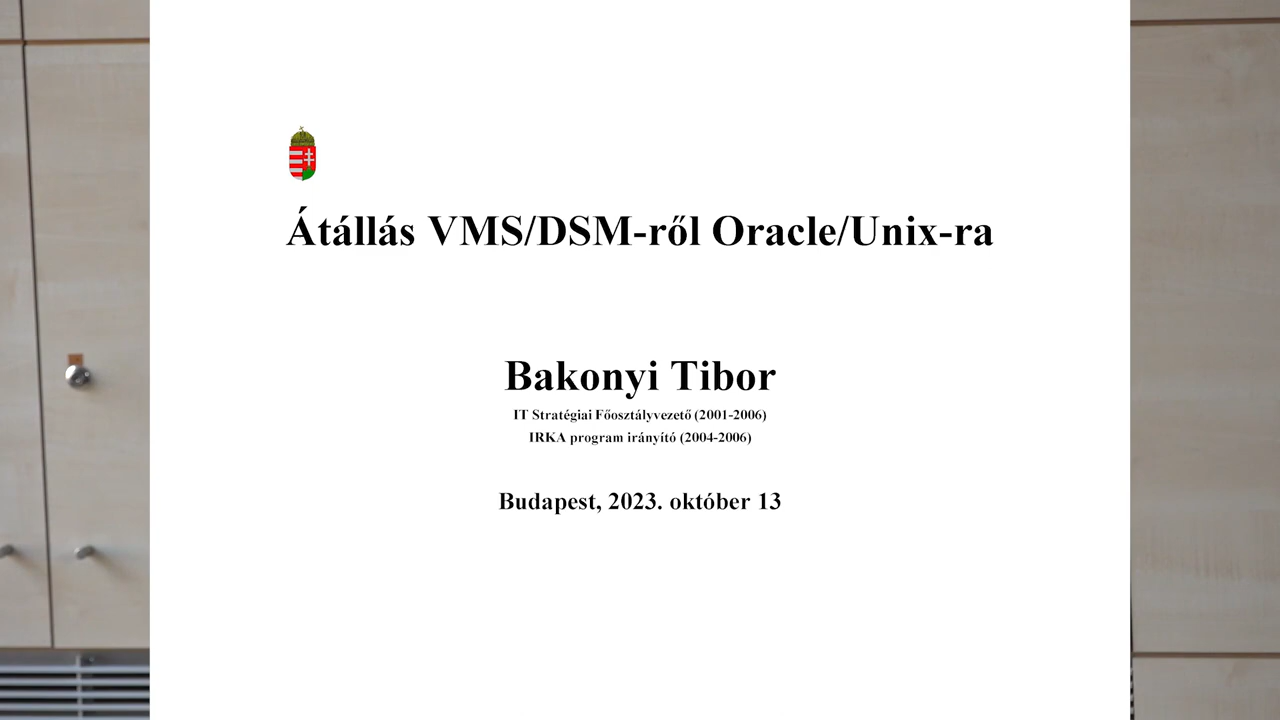 Átállás VMS/DSM-ről Oracle/Unix-ra
Bakonyi Tibor
IT Stratégiai Főosztályvezető (2001-2006)
IRKA program irányító (2004-2006)
Budapest, 2023. október 13